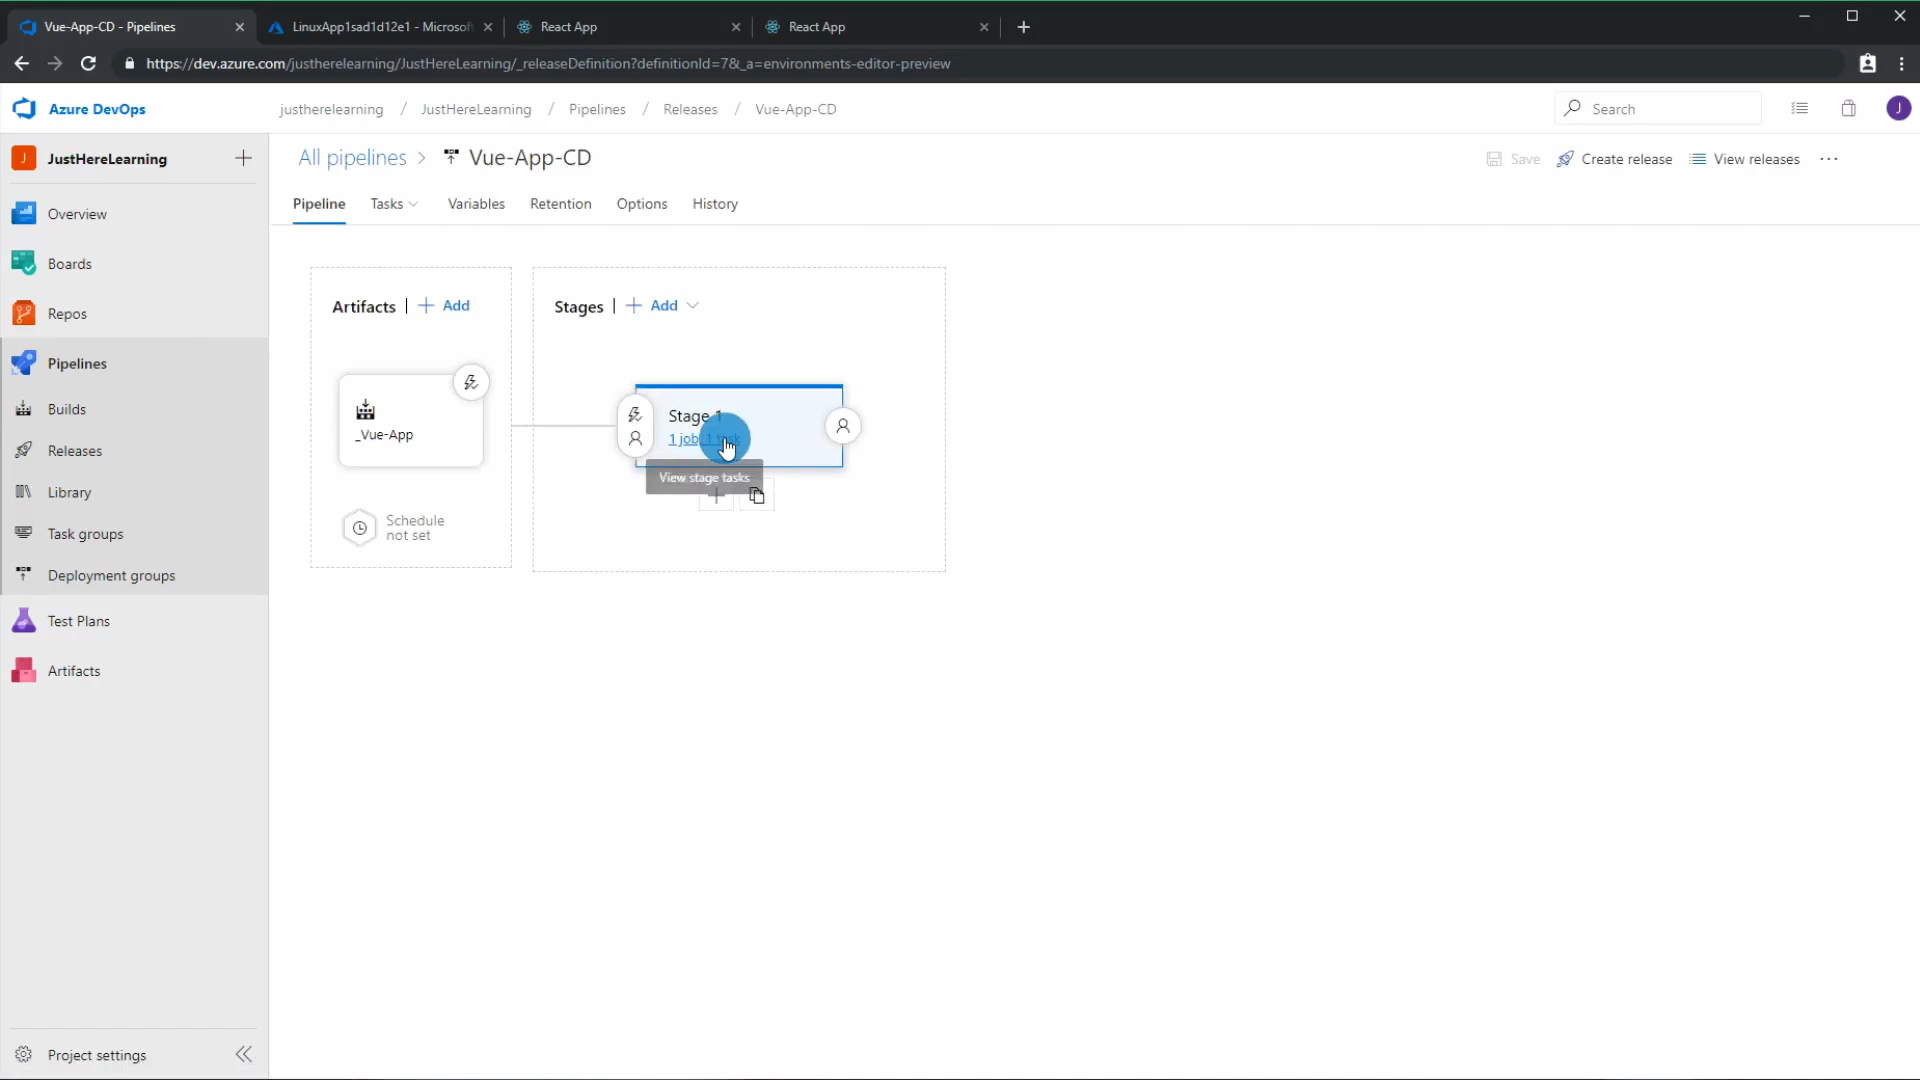 Vue-App-CD - Pipelines
LinuxApp1sad1d12e1 - Microsof
React App
React App
https://dev.azure.com/justherelearning/JustHereLearning/_releaseDefinition?definitionId=7&_a=environments-editor-preview
Azure DevOps
justherelearning / JustHereLearning / Pipelines / Releases / Vue-App-CD
Search
J
J
JustHereLearning
All pipelines > Vue-App-CD
Save
Create release
View releases
Overview
Boards
Repos
Pipelines
Builds
Releases
Library
Task groups
Deployment groups
Test Plans
Artifacts
Project settings
Pipeline
Tasks
Variables
Retention
Options
History
Artifacts | + Add
_Vue-App
Schedule
not set
Stages | + Add
Stage 1
1 job, 1 task
View stage tasks